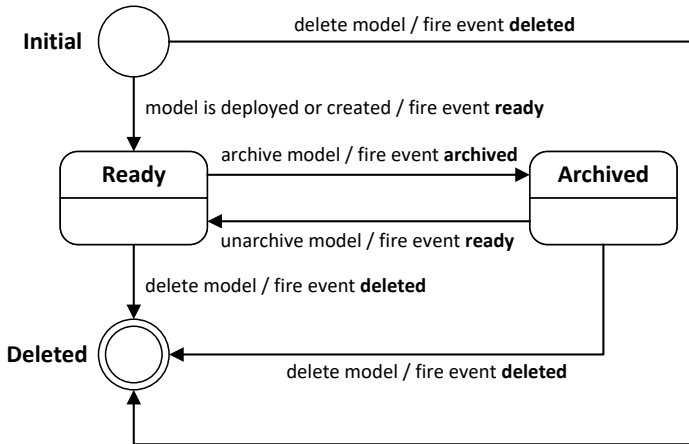 delete model / fire event deleted
Initial
model is deployed or created / fire event ready
Ready
archive model / fire event archived
Archived
unarchive model / fire event ready
delete model / fire event deleted
Deleted
delete model / fire event deleted